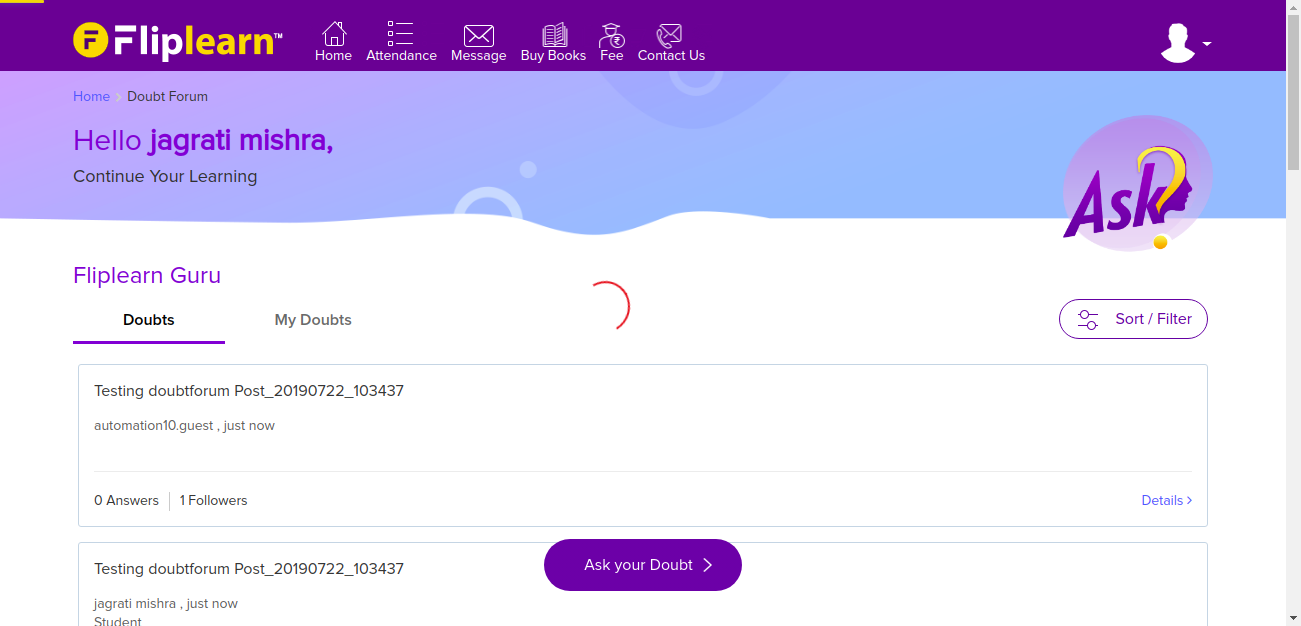 Fliplearn™
Home Attendance Message Buy Books Fee Contact Us
Home > Doubt Forum
Hello jagrati mishra,
Continue Your Learning
Ask?
Fliplearn Guru
Doubts My Doubts Sort / Filter
Testing doubtforum Post_20190722_103437
automation10.guest , just now
0 Answers 1 Followers Details >
Testing doubtforum Post_20190722_103437
Ask your Doubt >
jagrati mishra , just now
Student